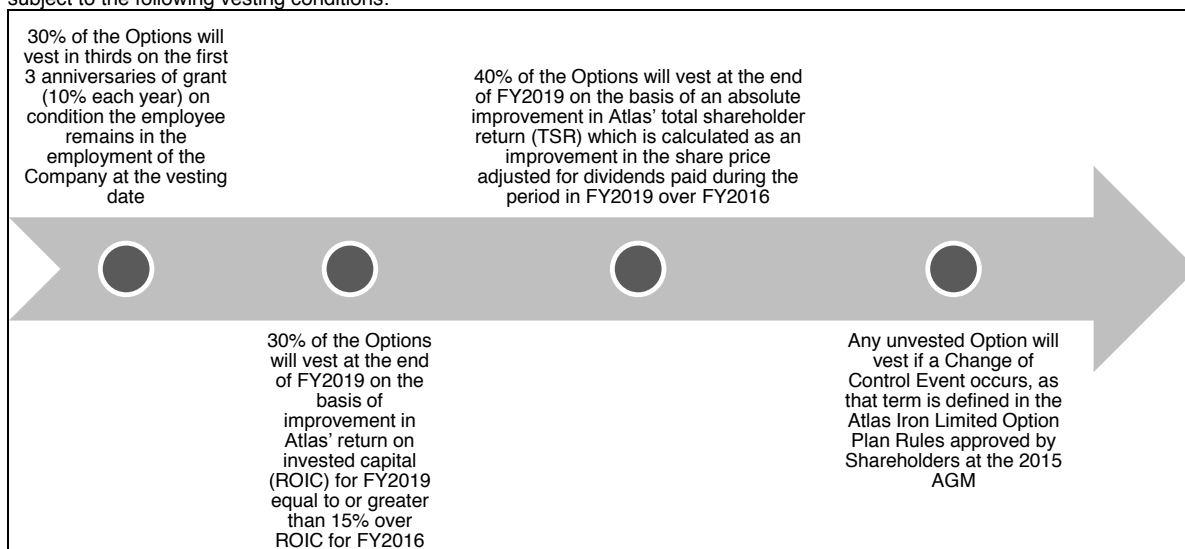 subject to the following vesting conditions:
30% of the Options will
vest in thirds on the first
3 anniversaries of grant
(10% each year) on
condition the employee
remains in the
employment of the
Company at the vesting
date
30% of the Options
will vest at the end
of FY2019 on the
basis of
improvement in
Atlas' return on
invested capital
(ROIC) for FY2019
equal to or greater
than 15% over
ROIC for FY2016
40% of the Options will vest at the end
of FY2019 on the basis of an absolute
improvement in Atlas' total shareholder
return (TSR) which is calculated as an
improvement in the share price
adjusted for dividends paid during the
period in FY2019 over FY2016
Any unvested Option will
vest if a Change of
Control Event occurs, as
that term is defined in the
Atlas Iron Limited Option
Plan Rules approved by
Shareholders at the 2015
AGM